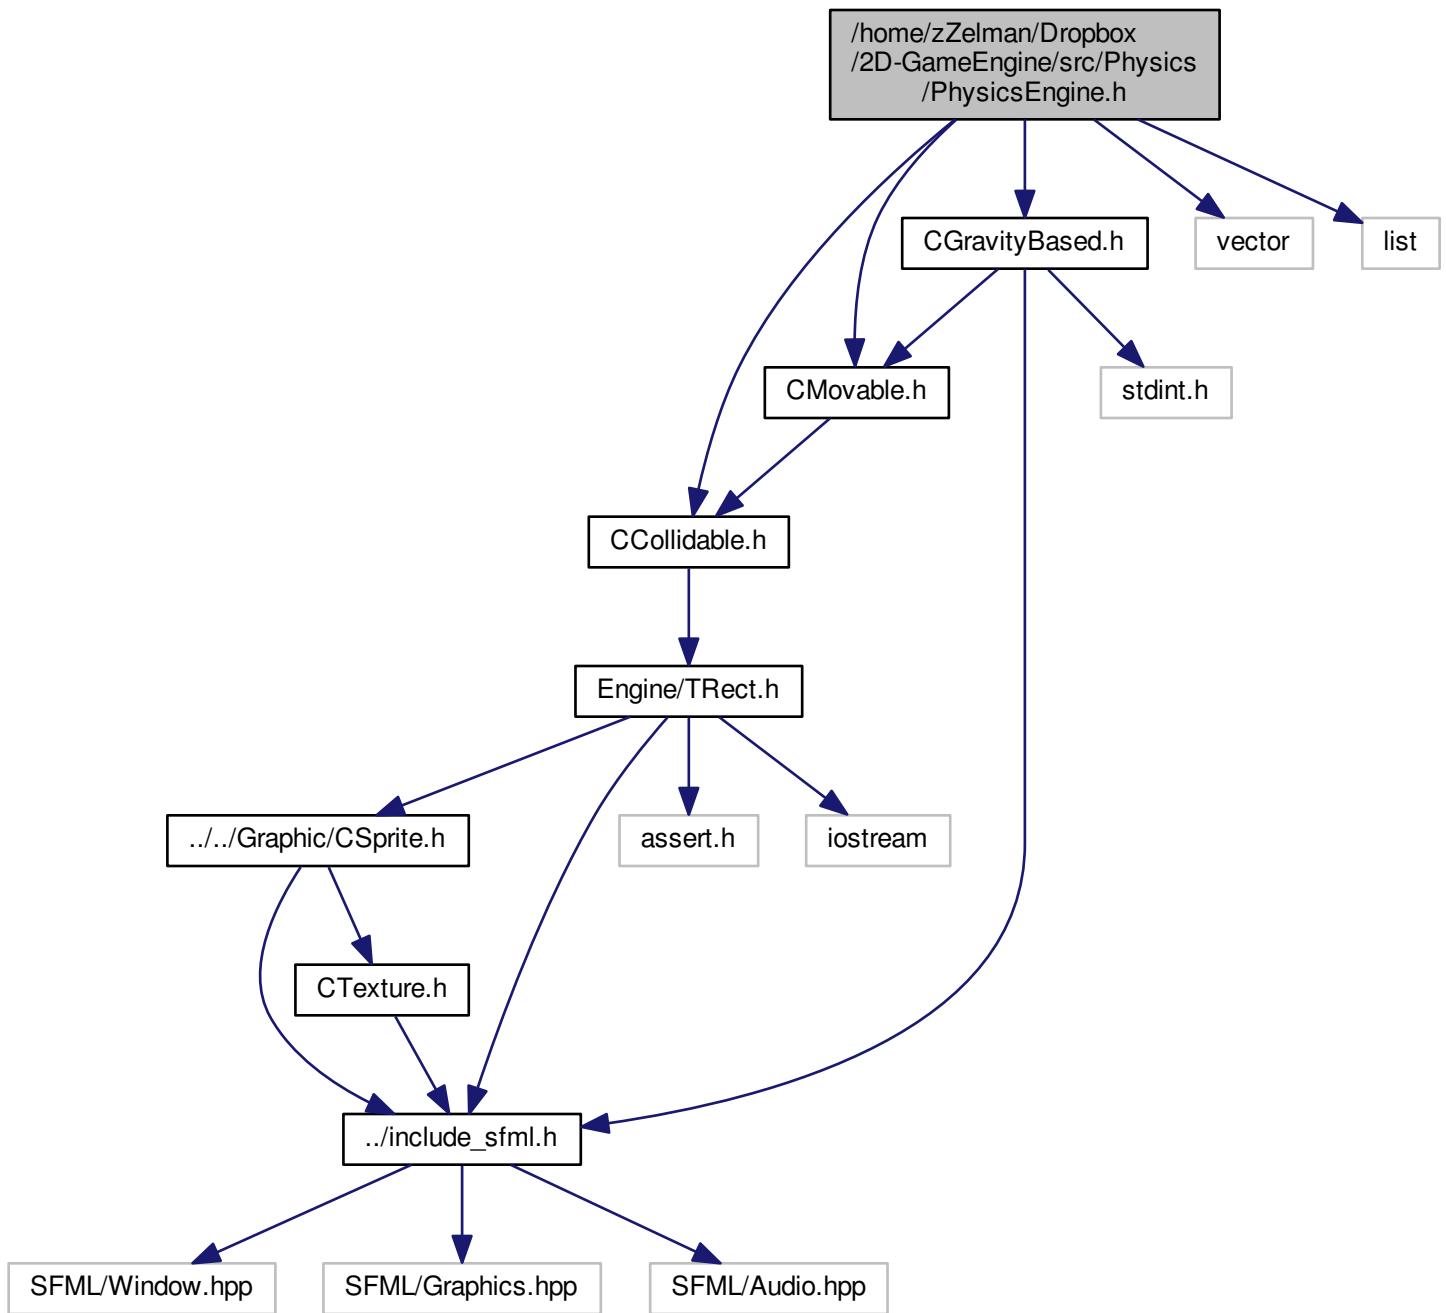 /home/zZelman/Dropbox
/2D-GameEngine/src/Physics
/PhysicsEngine.h
CGravityBased.h
vector
list
CMovable.h
stdint.h
CCollidable.h
Engine/TRect.h
../../Graphic/CSprite.h
assert.h
iostream
CTexture.h
../include_sfml.h
SFML/Window.hpp
SFML/Graphics.hpp
SFML/Audio.hpp